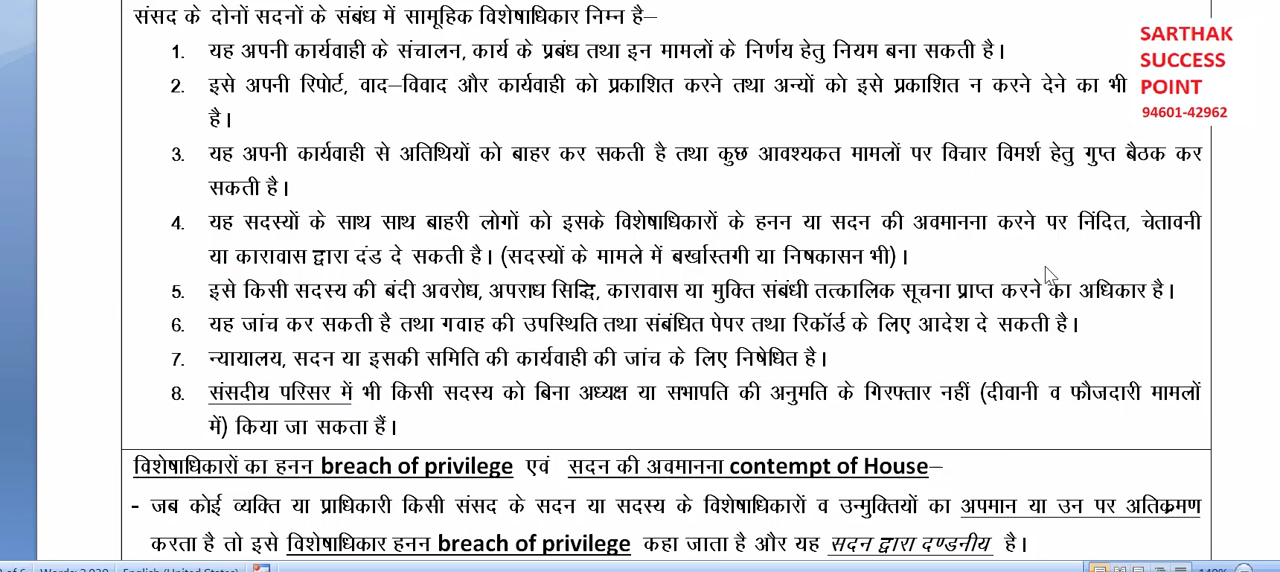 संसद के दोनों सदनों के संबंध में सामूहिक विशेषाधिकार निम्न है–
1. यह अपनी कार्यवाही के संचालन, कार्य के प्रबंध तथा इन मामलों के निर्णय हेतु नियम बना सकती है।
2. इसे अपनी रिपोर्ट, वाद–विवाद और कार्यवाही को प्रकाशित करने तथा अन्यों को इसे प्रकाशित न करने देने का भी
है।
3. यह अपनी कार्यवाही से अतिथियों को बाहर कर सकती है तथा कुछ आवश्यकत मामलों पर विचार विमर्श हेतु गुप्त बैठक कर
सकती है।
4. यह सदस्यों के साथ साथ बाहरी लोगों को इसके विशेषाधिकारों के हनन या सदन की अवमानना करने पर निंदित, चेतावनी
या कारावास द्वारा दंड दे सकती है। (सदस्यों के मामले में बर्खास्तगी या निषकासन भी)।
5. इसे किसी सदस्य की बंदी अवरोध, अपराध सिद्धि, कारावास या मुक्ति संबंधी तत्कालिक सूचना प्राप्त करने का अधिकार है।
6. यह जांच कर सकती है तथा गवाह की उपस्थिति तथा संबंधित पेपर तथा रिकॉर्ड के लिए आदेश दे सकती है।
7. न्यायालय, सदन या इसकी समिति की कार्यवाही की जांच के लिए निषेधित है।
8. संसदीय परिसर में भी किसी सदस्य को बिना अध्यक्ष या सभापति की अनुमति के गिरफ्तार नहीं (दीवानी व फौजदारी मामलों
में) किया जा सकता हैं।
विशेषाधिकारों का हनन breach of privilege एवं सदन की अवमानना contempt of House–
- जब कोई व्यक्ति या प्राधिकारी किसी संसद के सदन या सदस्य के विशेषाधिकारों व उन्मुक्तियों का अपमान या उन पर अतिक्रमण
करता है तो इसे विशेषाधिकार हनन breach of privilege कहा जाता है और यह सदन द्वारा दण्डनीय है।
SARTHAK
SUCCESS
POINT
94601-42962